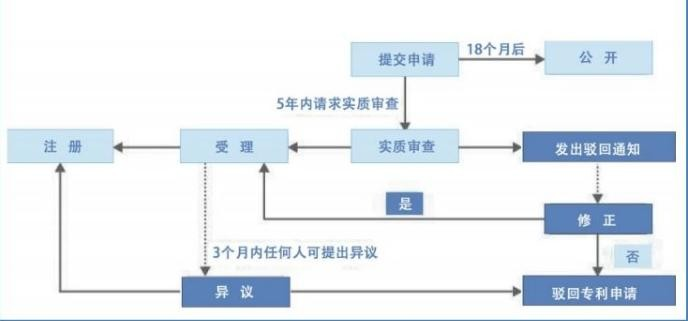 18个月后
提交申请
公开
5年内请求实质审查
注册
受理
实质审查
发出驳回通知
是
修正
3个月内任何人可提出异议
否
异议
驳回专利申请